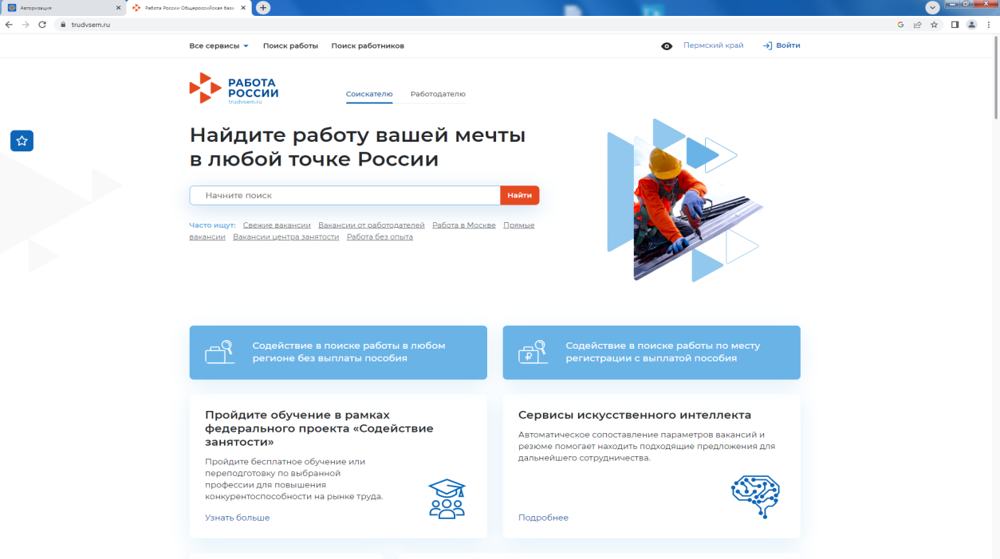 Авторизация
Работа России Общероссийская база
trudvsem.ru
Все сервисы Поиск работы Поиск работников
Пермский край Войти
РАБОТА
РОССИИ
trudvsem.ru
Соискателю Работодателю
Найдите работу вашей мечты
в любой точке России
Начните поиск Найти
Часто ищут: Свежие вакансии Вакансии от работодателей Работа в Москве Прямые
вакансии Вакансии центра занятости Работа без опыта
Содействие в поиске работы в любом
регионе без выплаты пособия
Содействие в поиске работы по месту
регистрации с выплатой пособия
Пройдите обучение в рамках
федерального проекта «Содействие
занятости»
Пройдите бесплатное обучение или
переподготовку по выбранной
профессии для повышения
конкурентоспособности на рынке труда.
Узнать больше
Сервисы искусственного интеллекта
Автоматическое сопоставление параметров вакансий и
резюме помогает находить подходящие предложения для
дальнейшего сотрудничества.
Подробнее